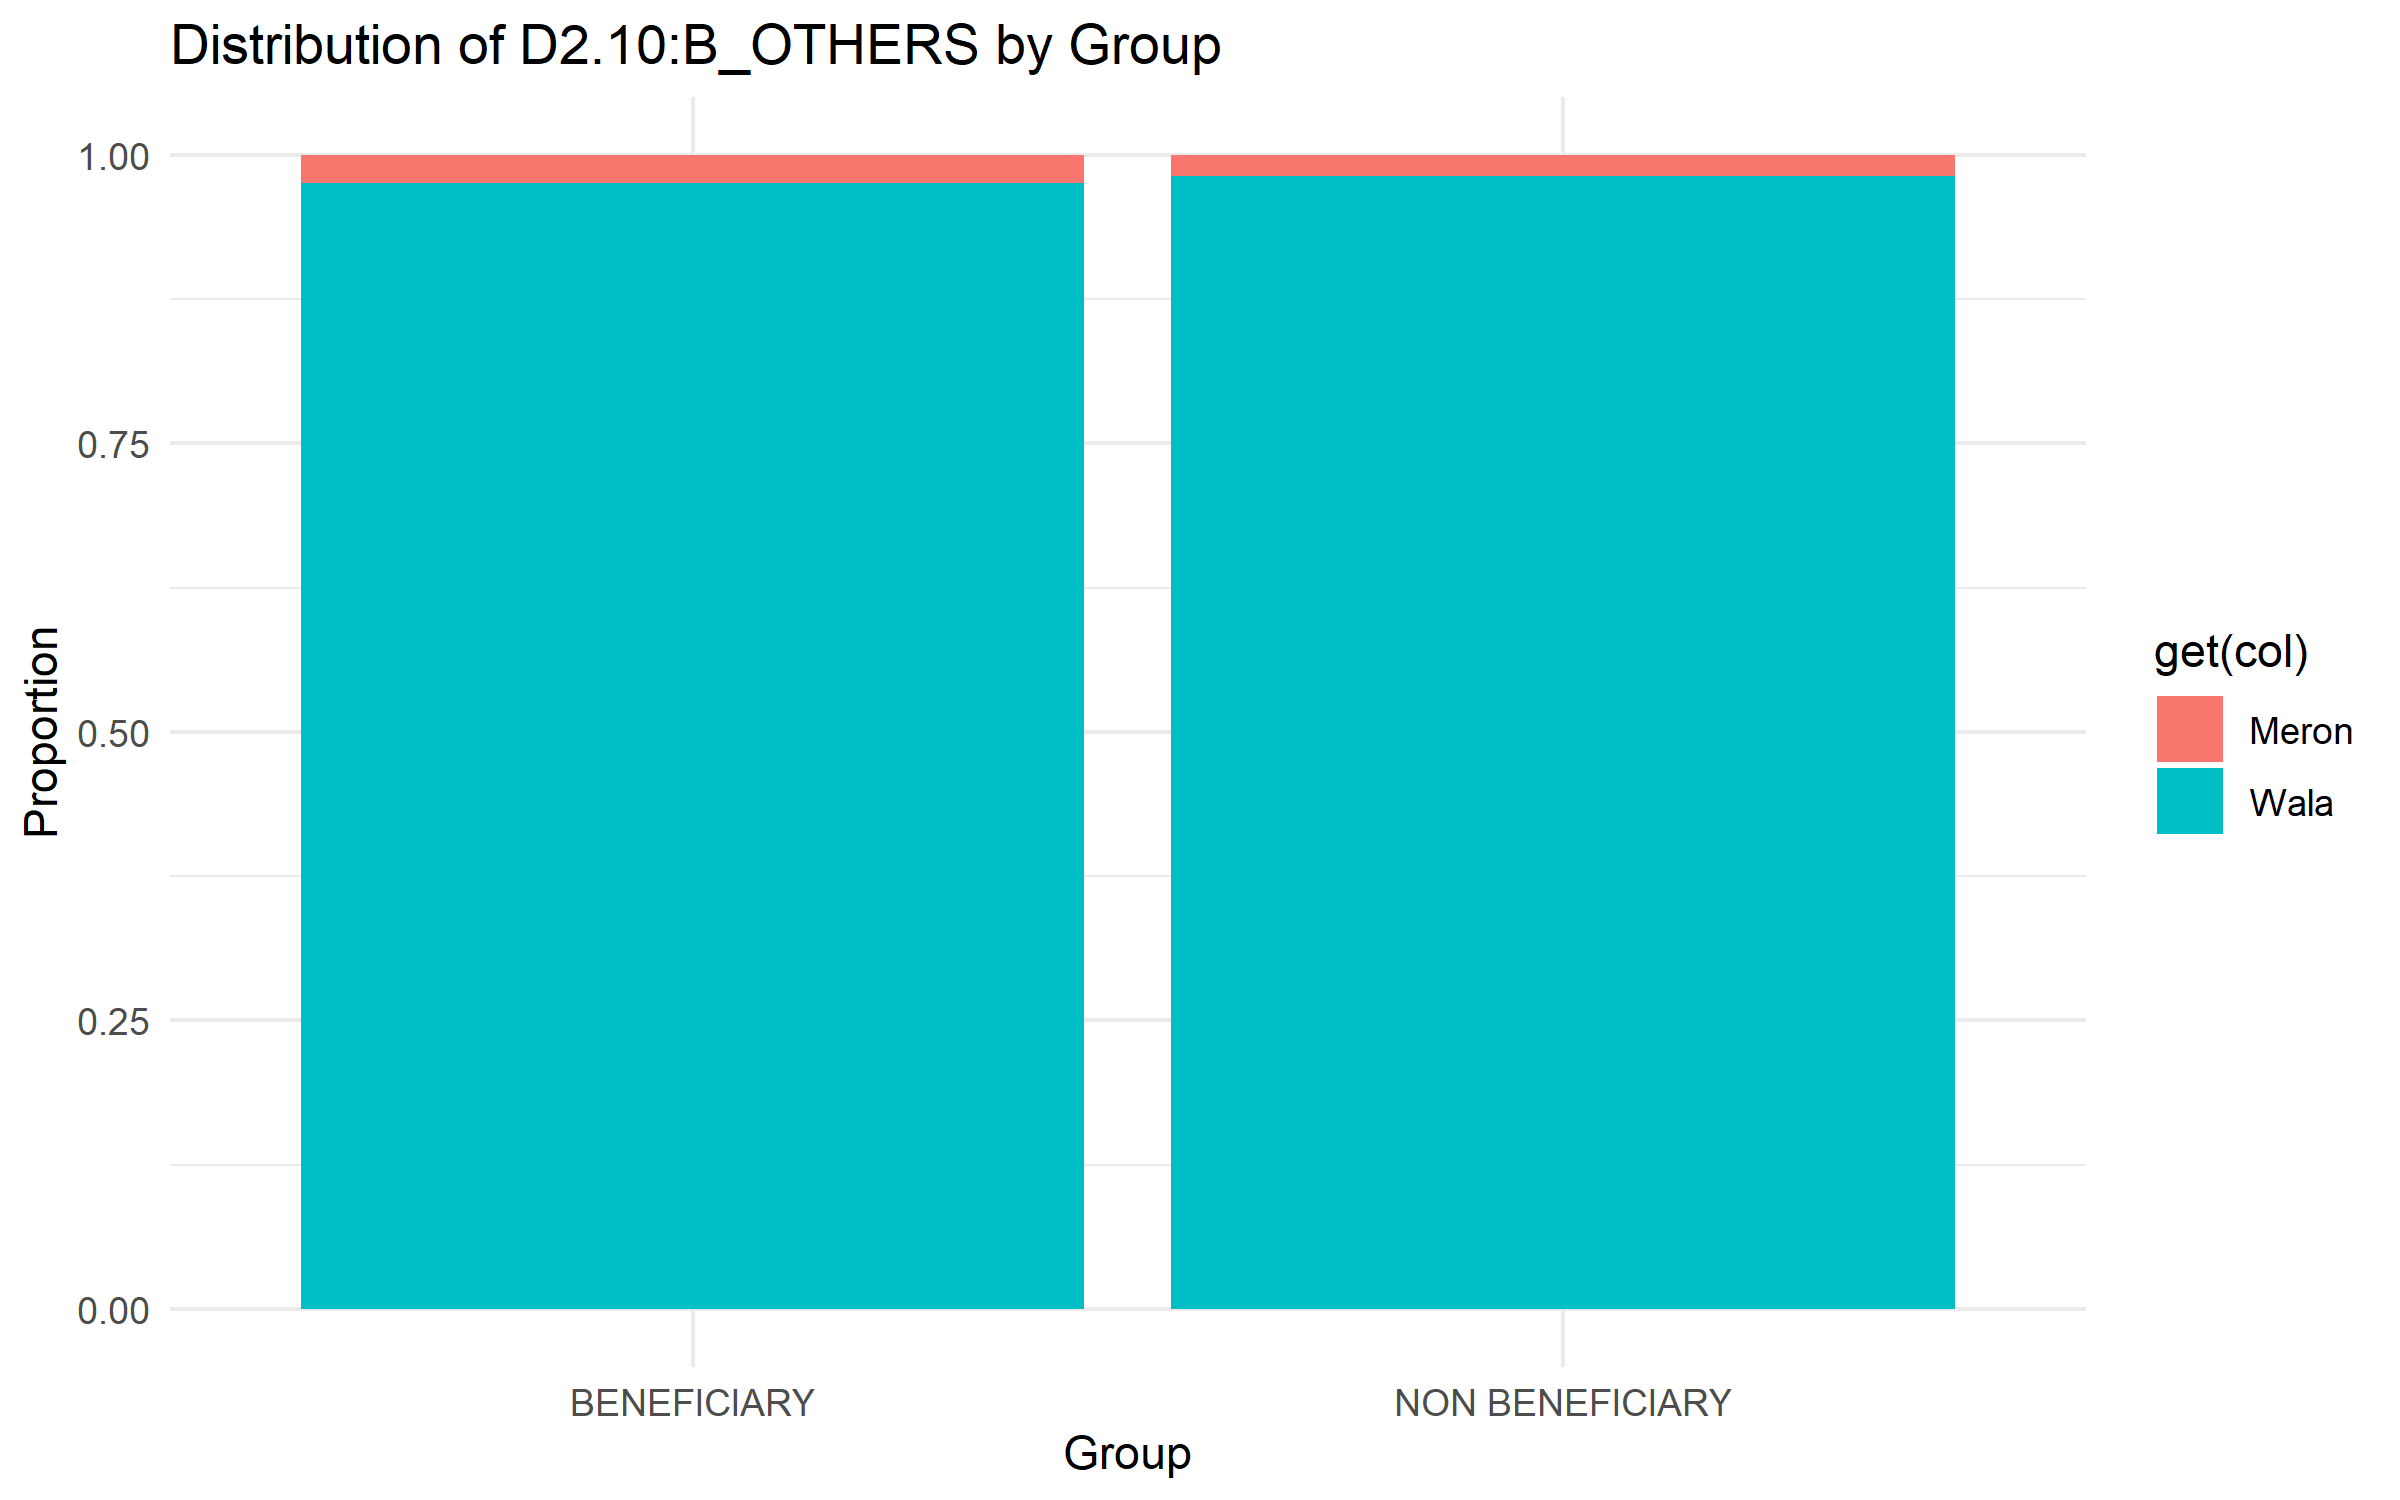 Distribution of D2.10:B_OTHERS by Group
1.00
0.75
0.50
0.25
0.00
Proportion
BENEFICIARY
NON BENEFICIARY
Group
get(col)
Meron
Wala